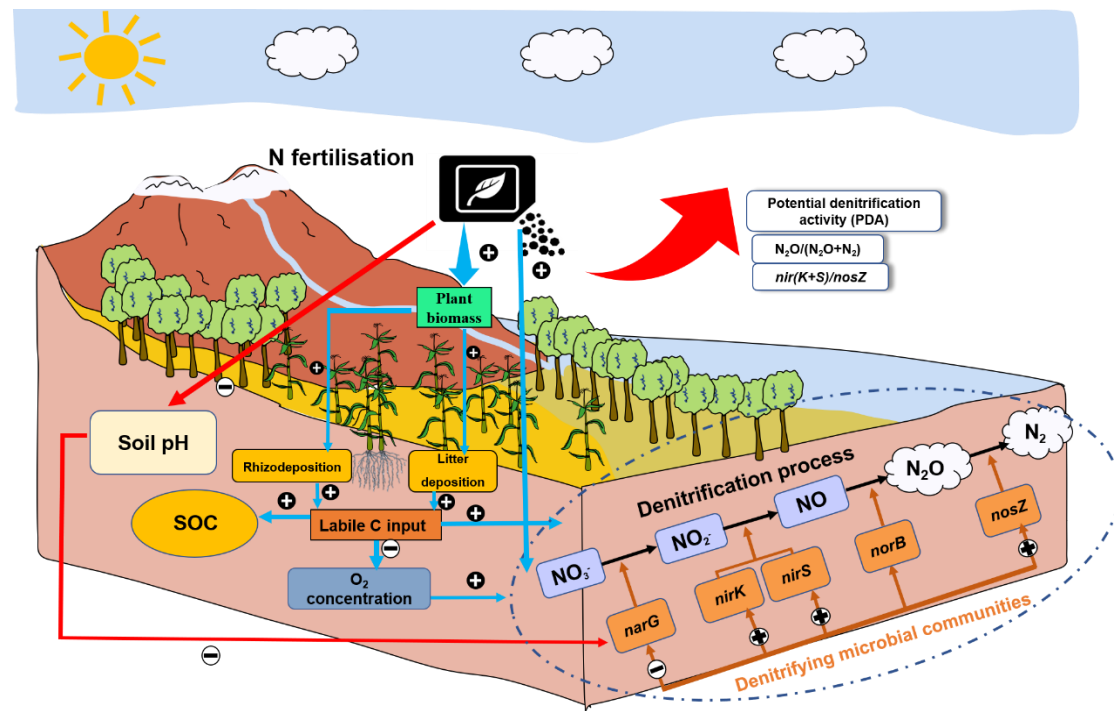 N fertilisation
Potential denitrification
activity (PDA)
N₂O/(N₂O+N₂)
nir(K+S)/nosZ
+
+
Plant
biomass
+
+
−
Soil pH
Rhizodeposition
Litter
deposition
+
+
+
+
SOC
Labile C input
−
O₂
concentration
+
−
Denitrification process
NO₃⁻
NO₂⁻
NO
N₂O
N₂
narG
nirK
nirS
norB
nosZ
−
+
+
+
Denitrifying microbial communities